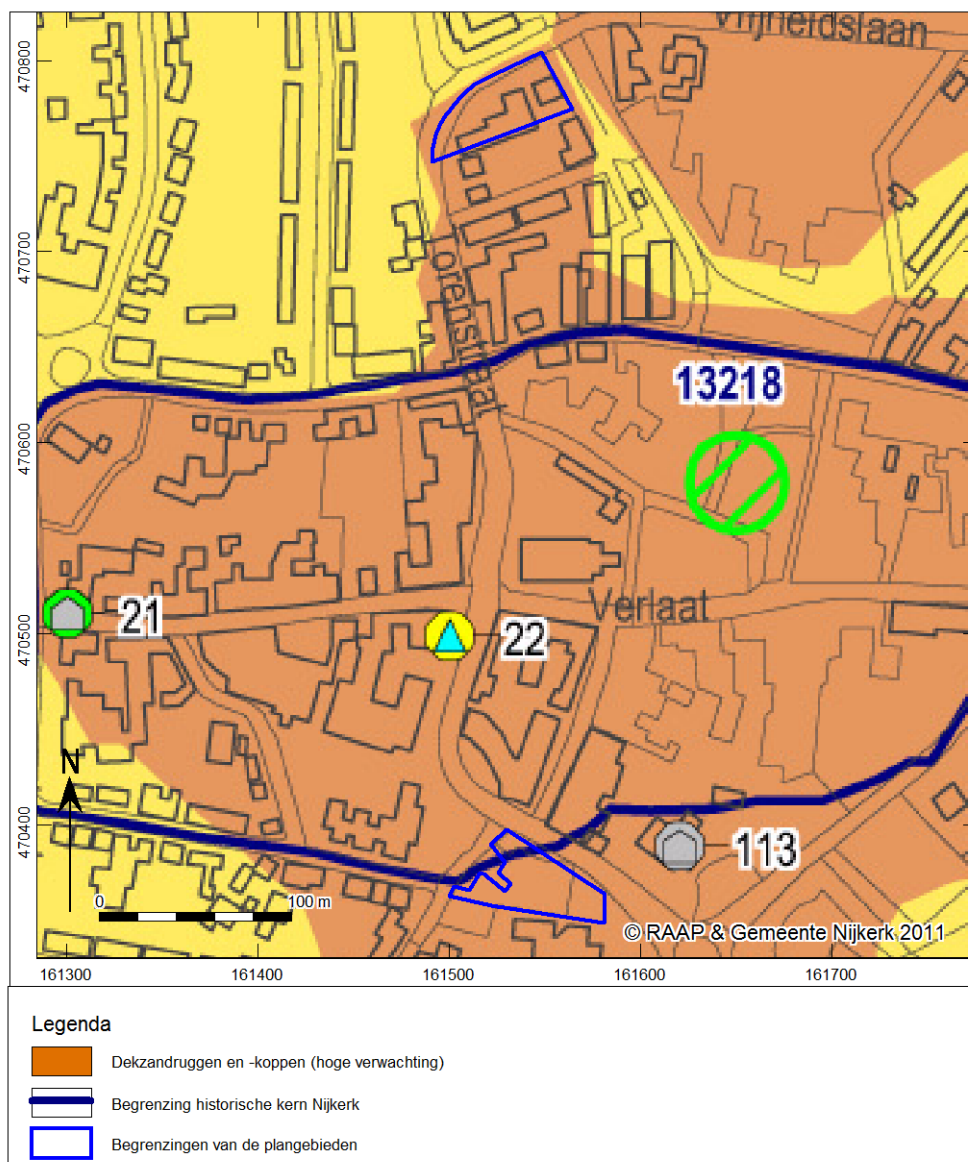 Vrijheidslaan
470800
470700
Torenstraat
13218
470600
21
Verlaat
22
470500
N
470400
113
0
100 m
© RAAP & Gemeente Nijkerk 2011
161300
161400
161500
161600
161700
Legenda
Dekzandruggen en -koppen (hoge verwachting)
Begrenzing historische kern Nijkerk
Begrenzingen van de plangebieden